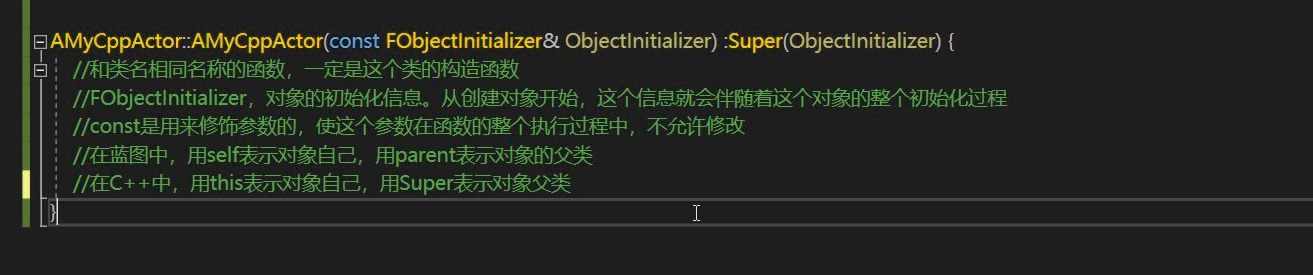 AMyCppActor::AMyCppActor(const FObjectInitializer& ObjectInitializer) :Super(ObjectInitializer) {
//和类名相同名称的函数，一定是这个类的构造函数
//FObjectInitializer，对象的初始化信息。从创建对象开始，这个信息就会伴随着这个对象的整个初始化过程
//const是用来修饰参数的，使这个参数在函数的整个执行过程中，不允许修改
//在蓝图中，用self表示对象自己，用parent表示对象的父类
//在C++中，用this表示对象自己，用Super表示对象父类
}